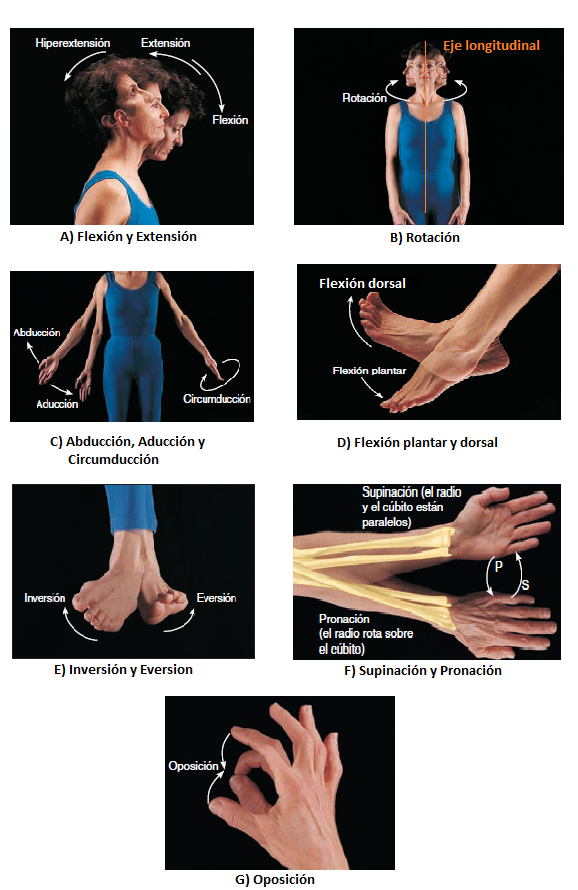 Hiperextensión
Extensión
Flexión
A) Flexión y Extensión
Eje longitudinal
Rotación
B) Rotación
Abducción
Aducción
Circumducción
C) Abducción, Aducción y
Circumducción
Flexión dorsal
Flexión plantar
D) Flexión plantar y dorsal
Inversión
Eversión
E) Inversión y Eversion
Supinación (el radio
y el cúbito están
paralelos)
P
S
Pronación
(el radio rota sobre
el cúbito)
F) Supinación y Pronación
Oposición
G) Oposición